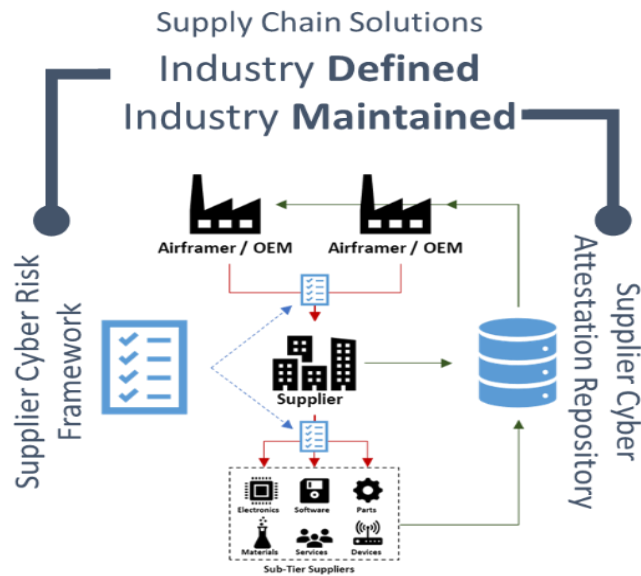 Supply Chain Solutions
Industry Defined
Industry Maintained
Airframer / OEM
Airframer / OEM
Supplier Cyber Risk
Framework
Supplier
Supplier Cyber
Attestation Repository
Electronics
Software
Parts
Materials
Services
Devices
Sub-Tier Suppliers